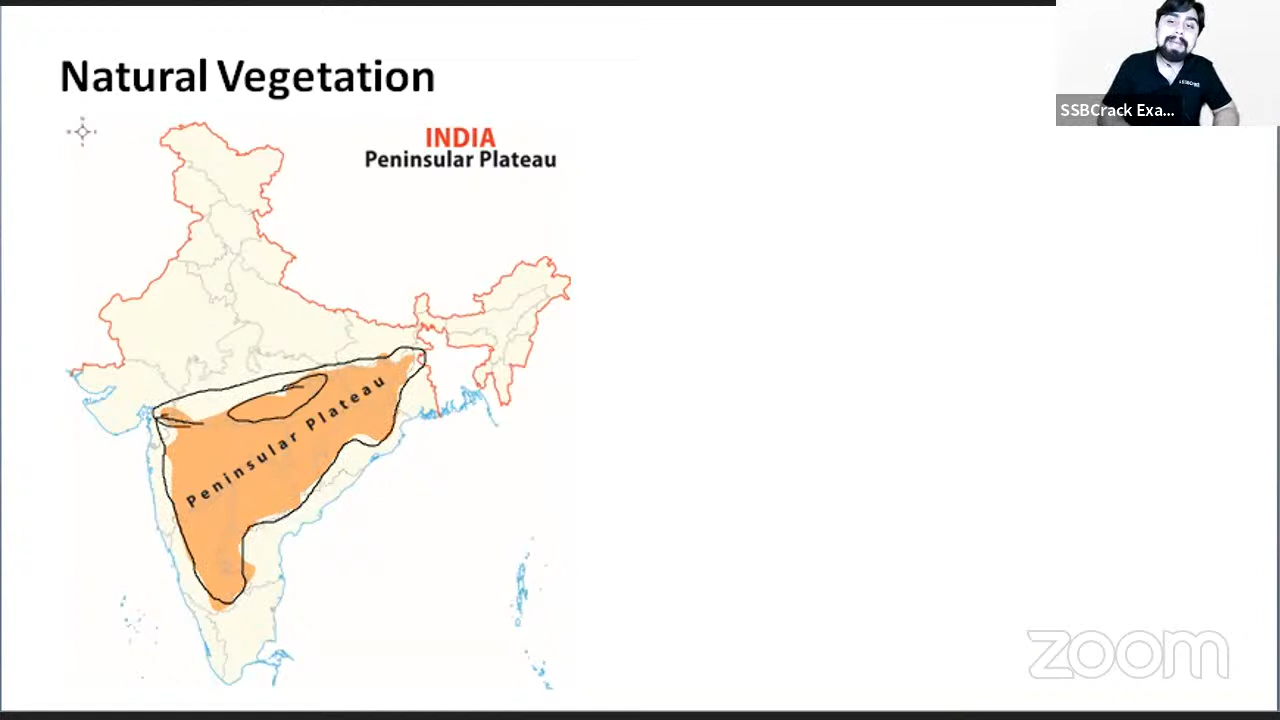 Natural Vegetation
INDIA
Peninsular Plateau
Peninsular Plateau
SSBCrack Exa...
zoom